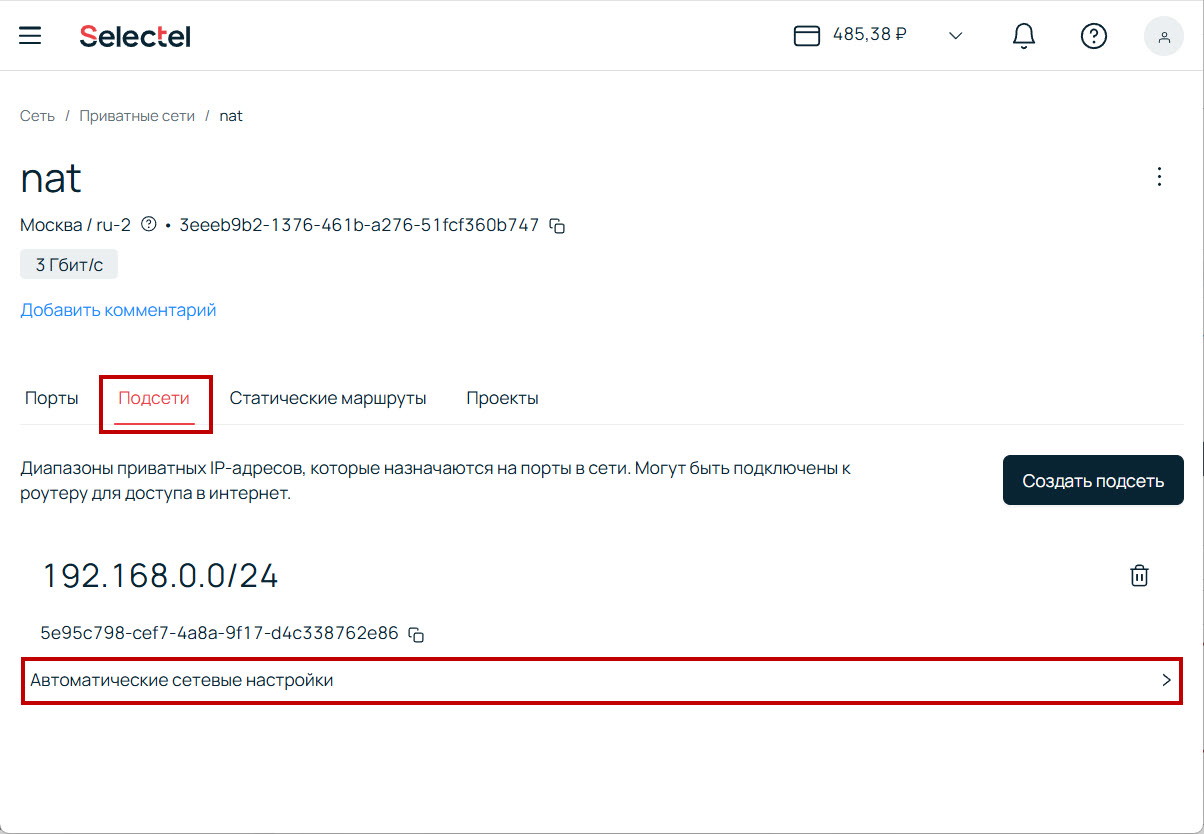 Selectel
485,38 ₽
Сеть / Приватные сети / nat
nat
Москва / ru-2 • 3eeeb9b2-1376-461b-a276-51fcf360b747
3 Гбит/с
Добавить комментарий
Порты Подсети Статические маршруты Проекты
Диапазоны приватных IP-адресов, которые назначаются на порты в сети. Могут быть подключены к
роутеру для доступа в интернет.
Создать подсеть
192.168.0.0/24
5e95c798-cef7-4a8a-9f17-d4c338762e86
Автоматические сетевые настройки